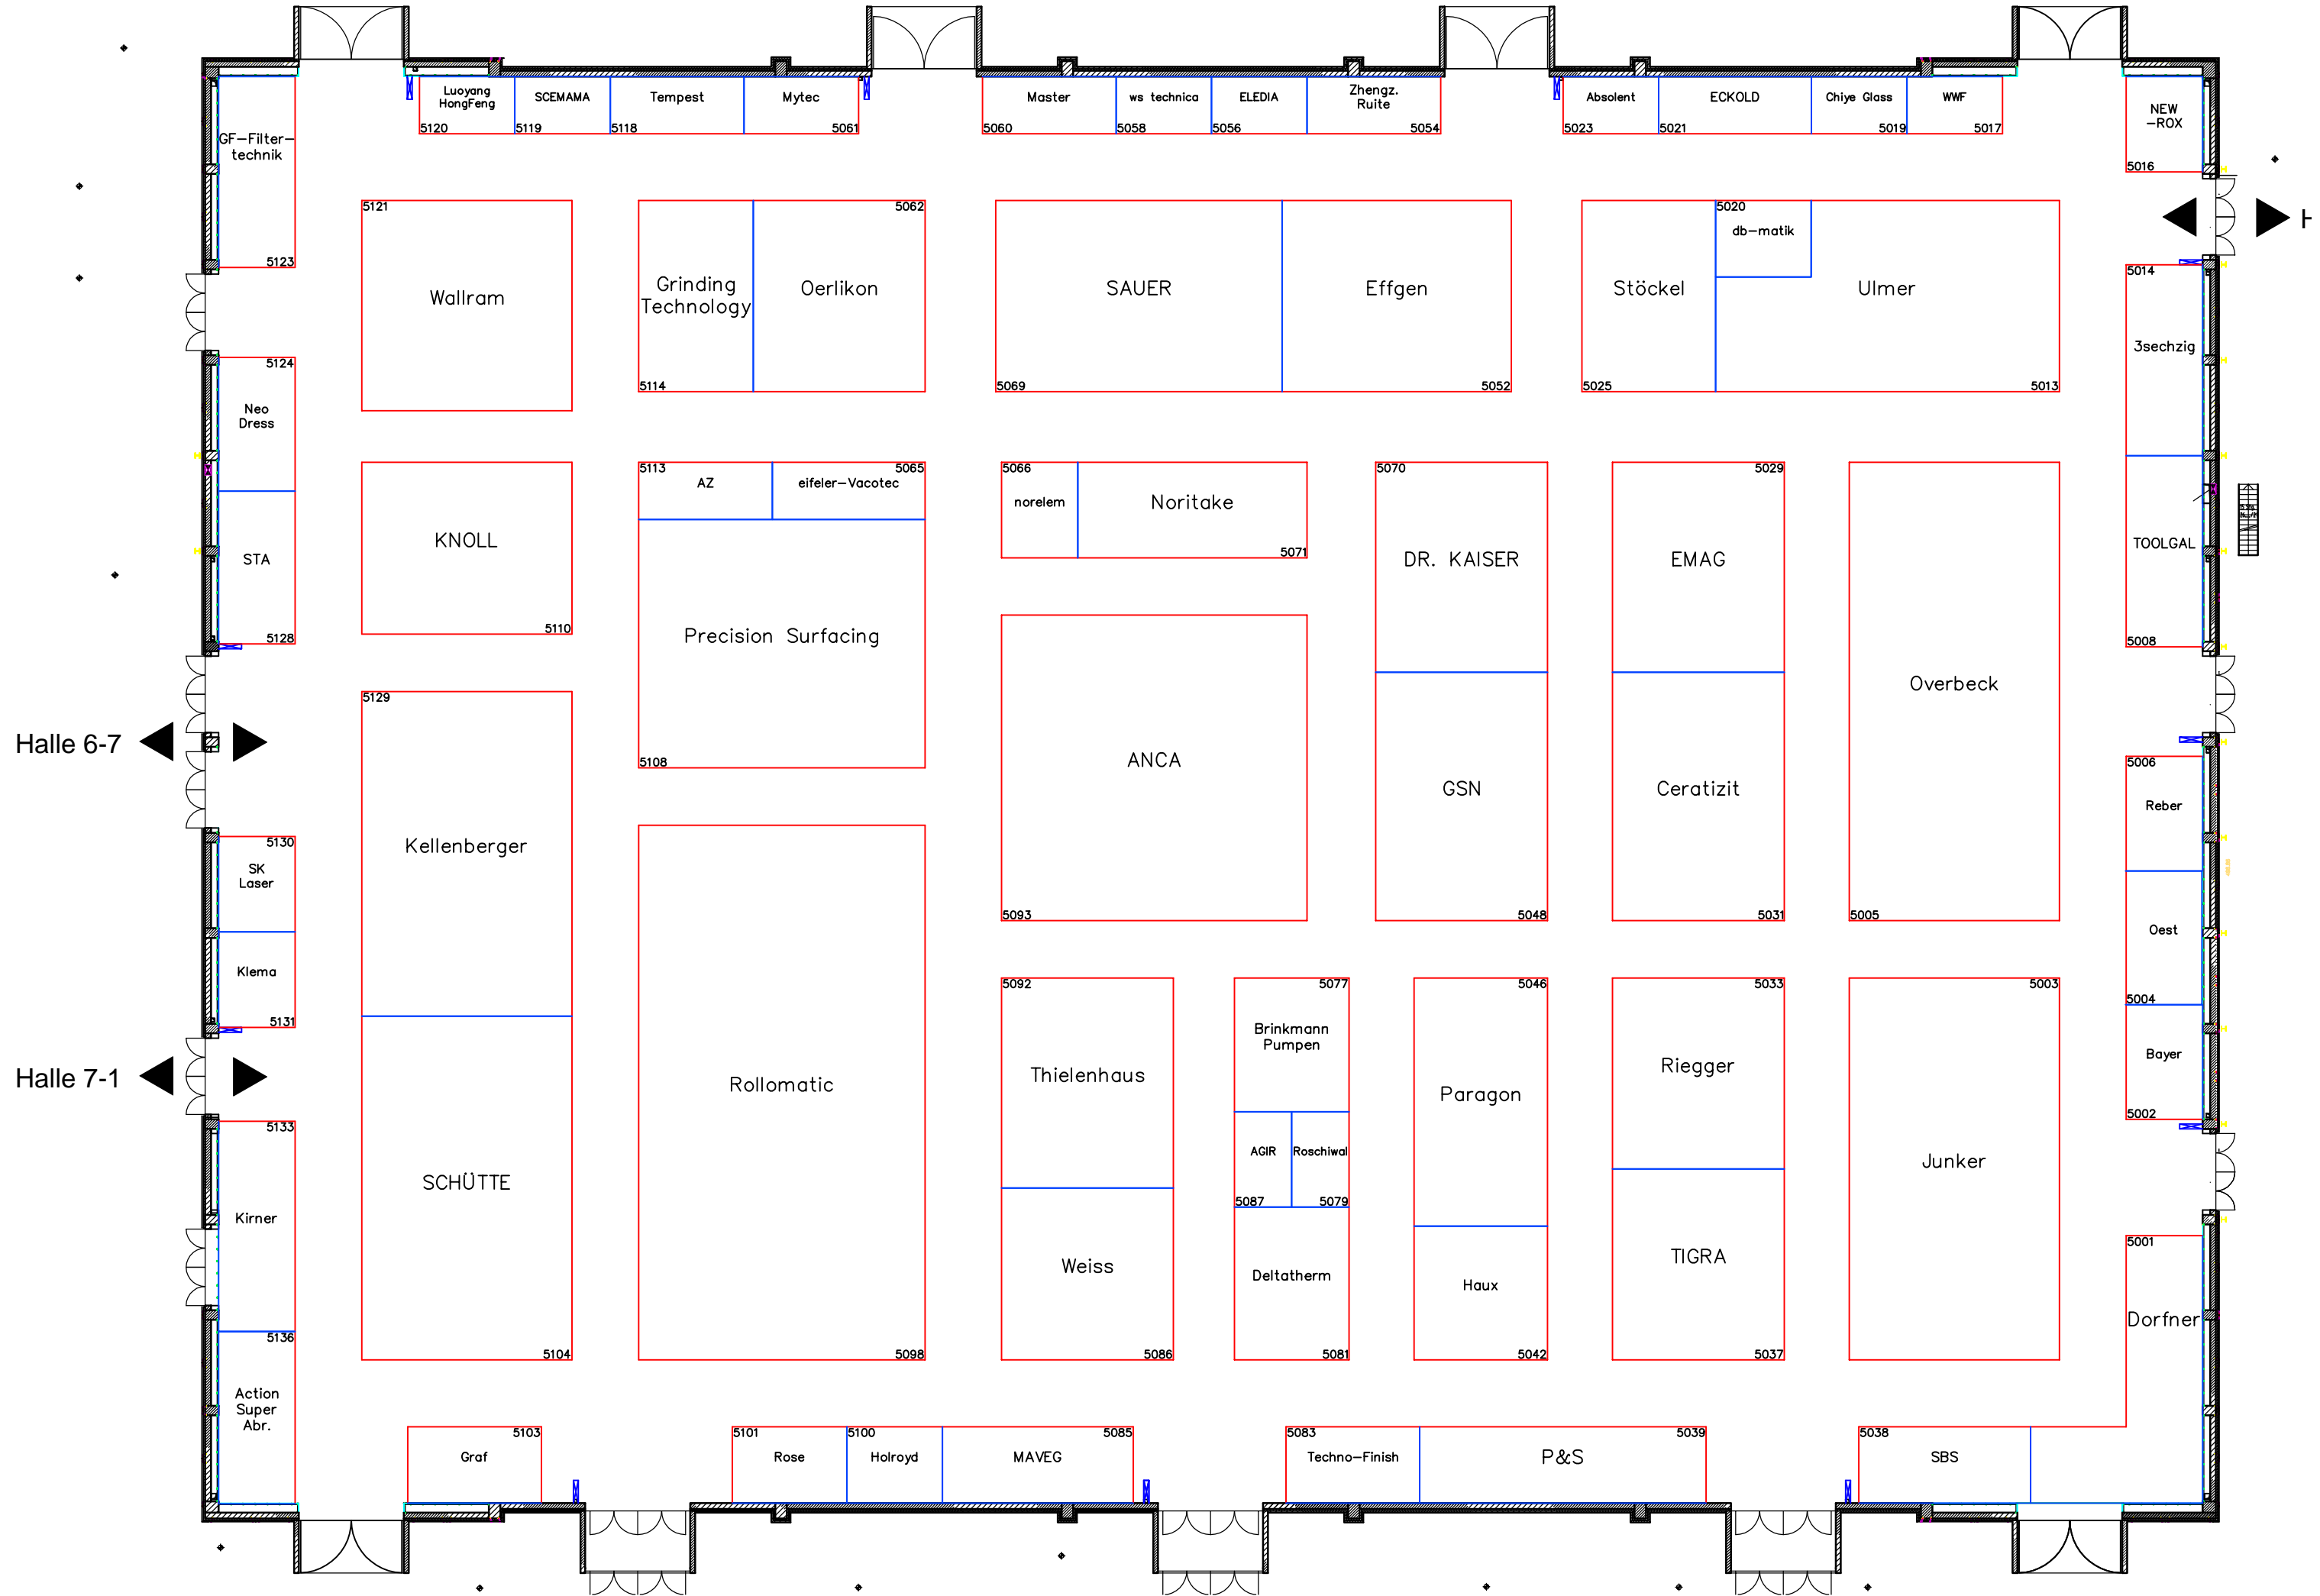 Luoyang
HongFeng
5120
SCEMAMA
5119
Tempest
5118
Mytec
5061
Master
5060
ws technica
5058
ELEDIA
5056
Zhengz.
Ruite
5054
Absolent
5023
ECKOLD
5021
Chiye Glass
5019
WWF
5017
NEW
-ROX
5016
GF-Filter-
technik
5123
5121
Wallram
Grinding
Technology
5114
5062
Oerlikon
SAUER
5069
Effgen
5052
Stöckel
5025
5020
db-matik
Ulmer
5013
H
5014
3sechzig
5124
Neo
Dress
STA
5128
KNOLL
5110
5113
AZ
5065
eifeler-Vacotec
Precision Surfacing
5108
5066
norelem
Noritake
5071
5070
DR. KAISER
5029
EMAG
Overbeck
5005
TOOLGAL
5008
Halle 6-7
5129
Kellenberger
ANCA
5093
GSN
5048
Ceratizit
5031
5006
Reber
5130
SK
Laser
Klema
5131
Oest
5004
Bayer
5002
Halle 7-1
SCHÜTTE
5104
Rollomatic
5098
5092
Thielenhaus
Weiss
5086
5077
Brinkmann
Pumpen
AGIR
5087
Roschiwal
5079
Deltatherm
5081
5046
Paragon
Haux
5042
5033
Riegger
TIGRA
5037
5003
Junker
5133
Kirner
5136
Action
Super
Abr.
5001
Dorfner
5103
Graf
5101
Rose
5100
Holroyd
5085
MAVEG
5083
Techno-Finish
5039
P&S
5038
SBS